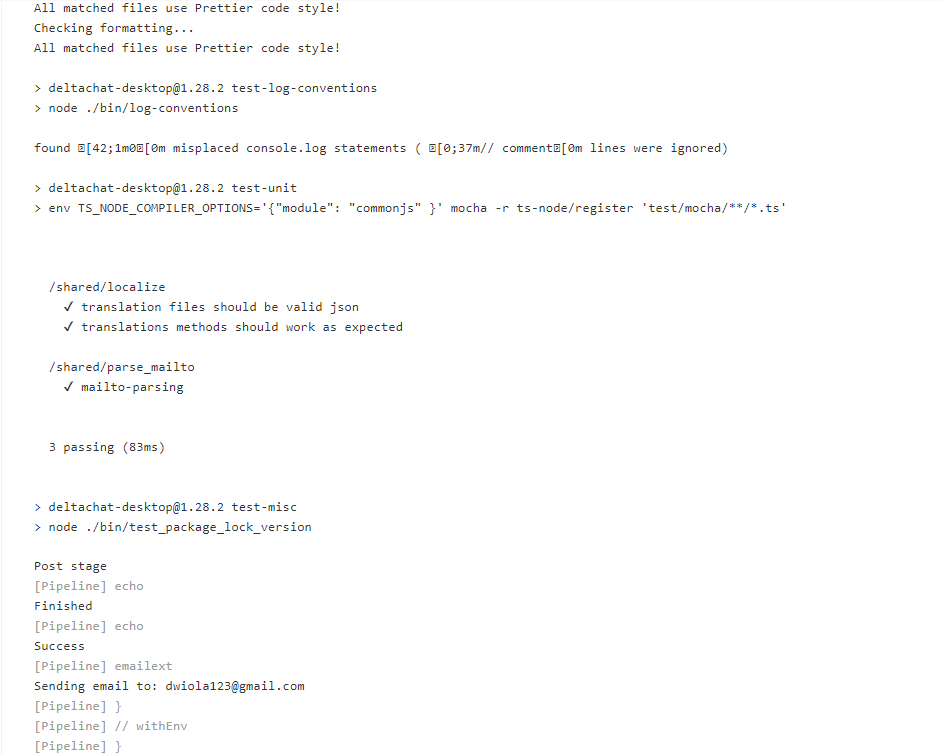 All matched files use Prettier code style!
Checking formatting...
All matched files use Prettier code style!
> deltachat-desktop@1.28.2 test-log-conventions
> node ./bin/log-conventions
found [42;1m0[0m misplaced console.log statements ( [0;37m// comment[0m lines were ignored)
> deltachat-desktop@1.28.2 test-unit
> env TS_NODE_COMPILER_OPTIONS='{"module": "commonjs" }' mocha -r ts-node/register 'test/mocha/**/*.ts'
/shared/localize
✓ translation files should be valid json
✓ translations methods should work as expected
/shared/parse_mailto
✓ mailto-parsing
3 passing (83ms)
> deltachat-desktop@1.28.2 test-misc
> node ./bin/test_package_lock_version
Post stage
[Pipeline] echo
Finished
[Pipeline] echo
Success
[Pipeline] emailext
Sending email to: dwiola123@gmail.com
[Pipeline] }
[Pipeline] // withEnv
[Pipeline] }